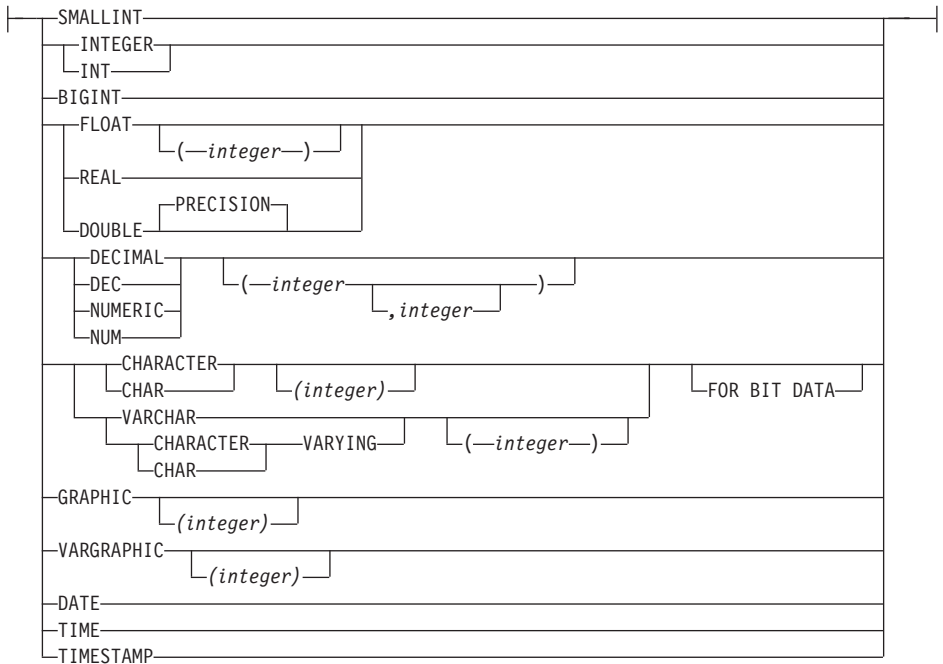 SMALLINT
INTEGER
INT
BIGINT
FLOAT
(integer)
REAL
PRECISION
DOUBLE
DECIMAL
DEC
(integer )
NUMERIC
,integer
NUM
CHARACTER
CHAR
(integer)
FOR BIT DATA
VARCHAR
CHARACTER VARYING
(integer)
CHAR
GRAPHIC
(integer)
VARGRAPHIC
(integer)
DATE
TIME
TIMESTAMP